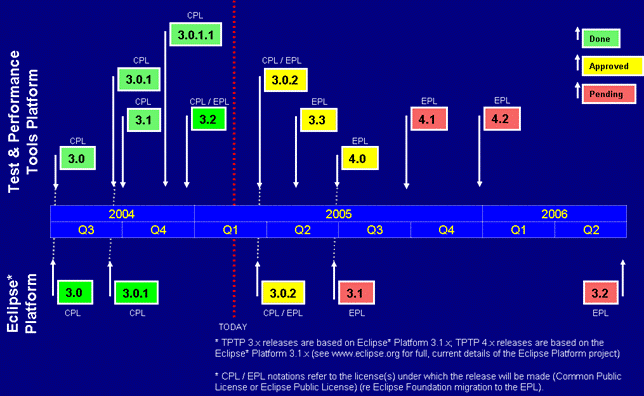 CPL
3.0.1.1
Done
CPL
3.0.1
CPL / EPL
3.0.2
Approved
Pending
Test & Performance
Tools Platform
CPL
3.1
CPL / EPL
3.2
EPL
3.3
EPL
4.1
EPL
4.2
CPL
3.0
EPL
4.0
2004
2005
2006
Q3
Q4
Q1
Q2
Q3
Q4
Q1
Q2
Eclipse*
Platform
3.0
CPL
3.0.1
CPL
3.0.2
CPL / EPL
3.1
EPL
3.2
EPL
TODAY
* TPTP 3.x releases are based on Eclipse* Platform 3.1.x; TPTP 4.x releases are based on the
Eclipse* Platform 3.1.x (see www.eclipse.org for full, current details of the Eclipse Platform project)
* CPL / EPL notations refer to the license(s) under which the release will be made (Common Public
License or Eclipse Public License) (re Eclipse Foundation migration to the EPL).